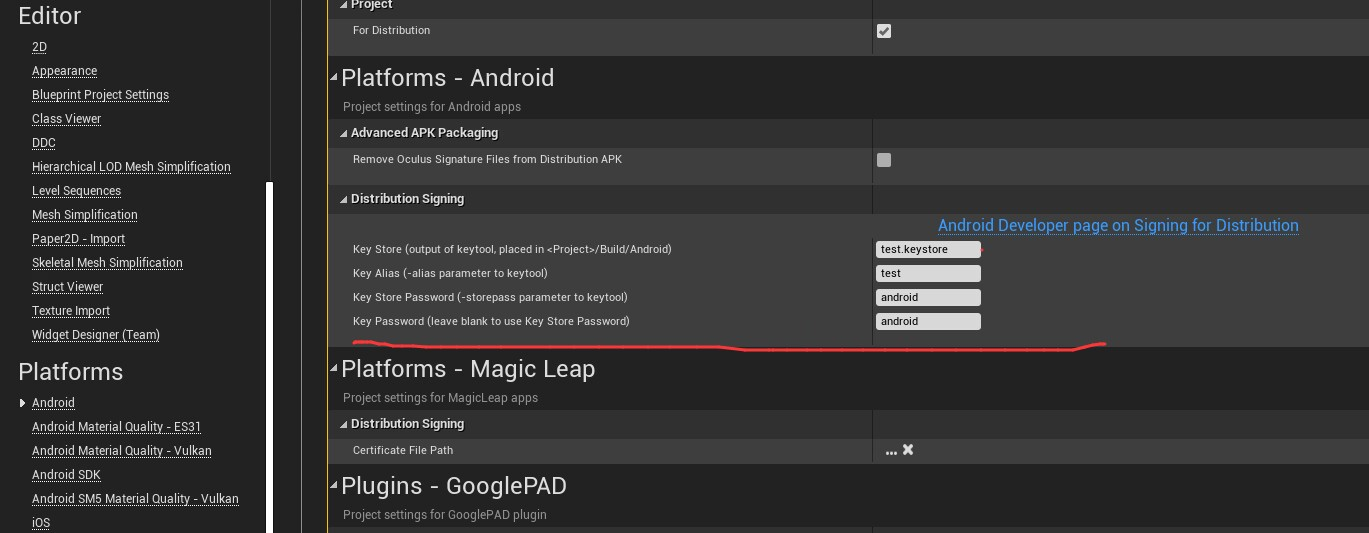 Editor
2D
Appearance
Blueprint Project Settings
Class Viewer
DDC
Hierarchical LOD Mesh Simplification
Level Sequences
Mesh Simplification
Paper2D - Import
Skeletal Mesh Simplification
Struct Viewer
Texture Import
Widget Designer (Team)
Platforms
Android
Android Material Quality - ES31
Android Material Quality - Vulkan
Android SDK
Android SM5 Material Quality - Vulkan
iOS
Project
For Distribution
Platforms - Android
Project settings for Android apps
Advanced APK Packaging
Remove Oculus Signature Files from Distribution APK
Distribution Signing
Android Developer page on Signing for Distribution
Key Store (output of keytool, placed in <Project>/Build/Android) test.keystore
Key Alias (-alias parameter to keytool) test
Key Store Password (-storepass parameter to keytool) android
Key Password (leave blank to use Key Store Password) android
Platforms - Magic Leap
Project settings for MagicLeap apps
Distribution Signing
Certificate File Path ...
Plugins - GooglePAD
Project settings for GooglePAD plugin